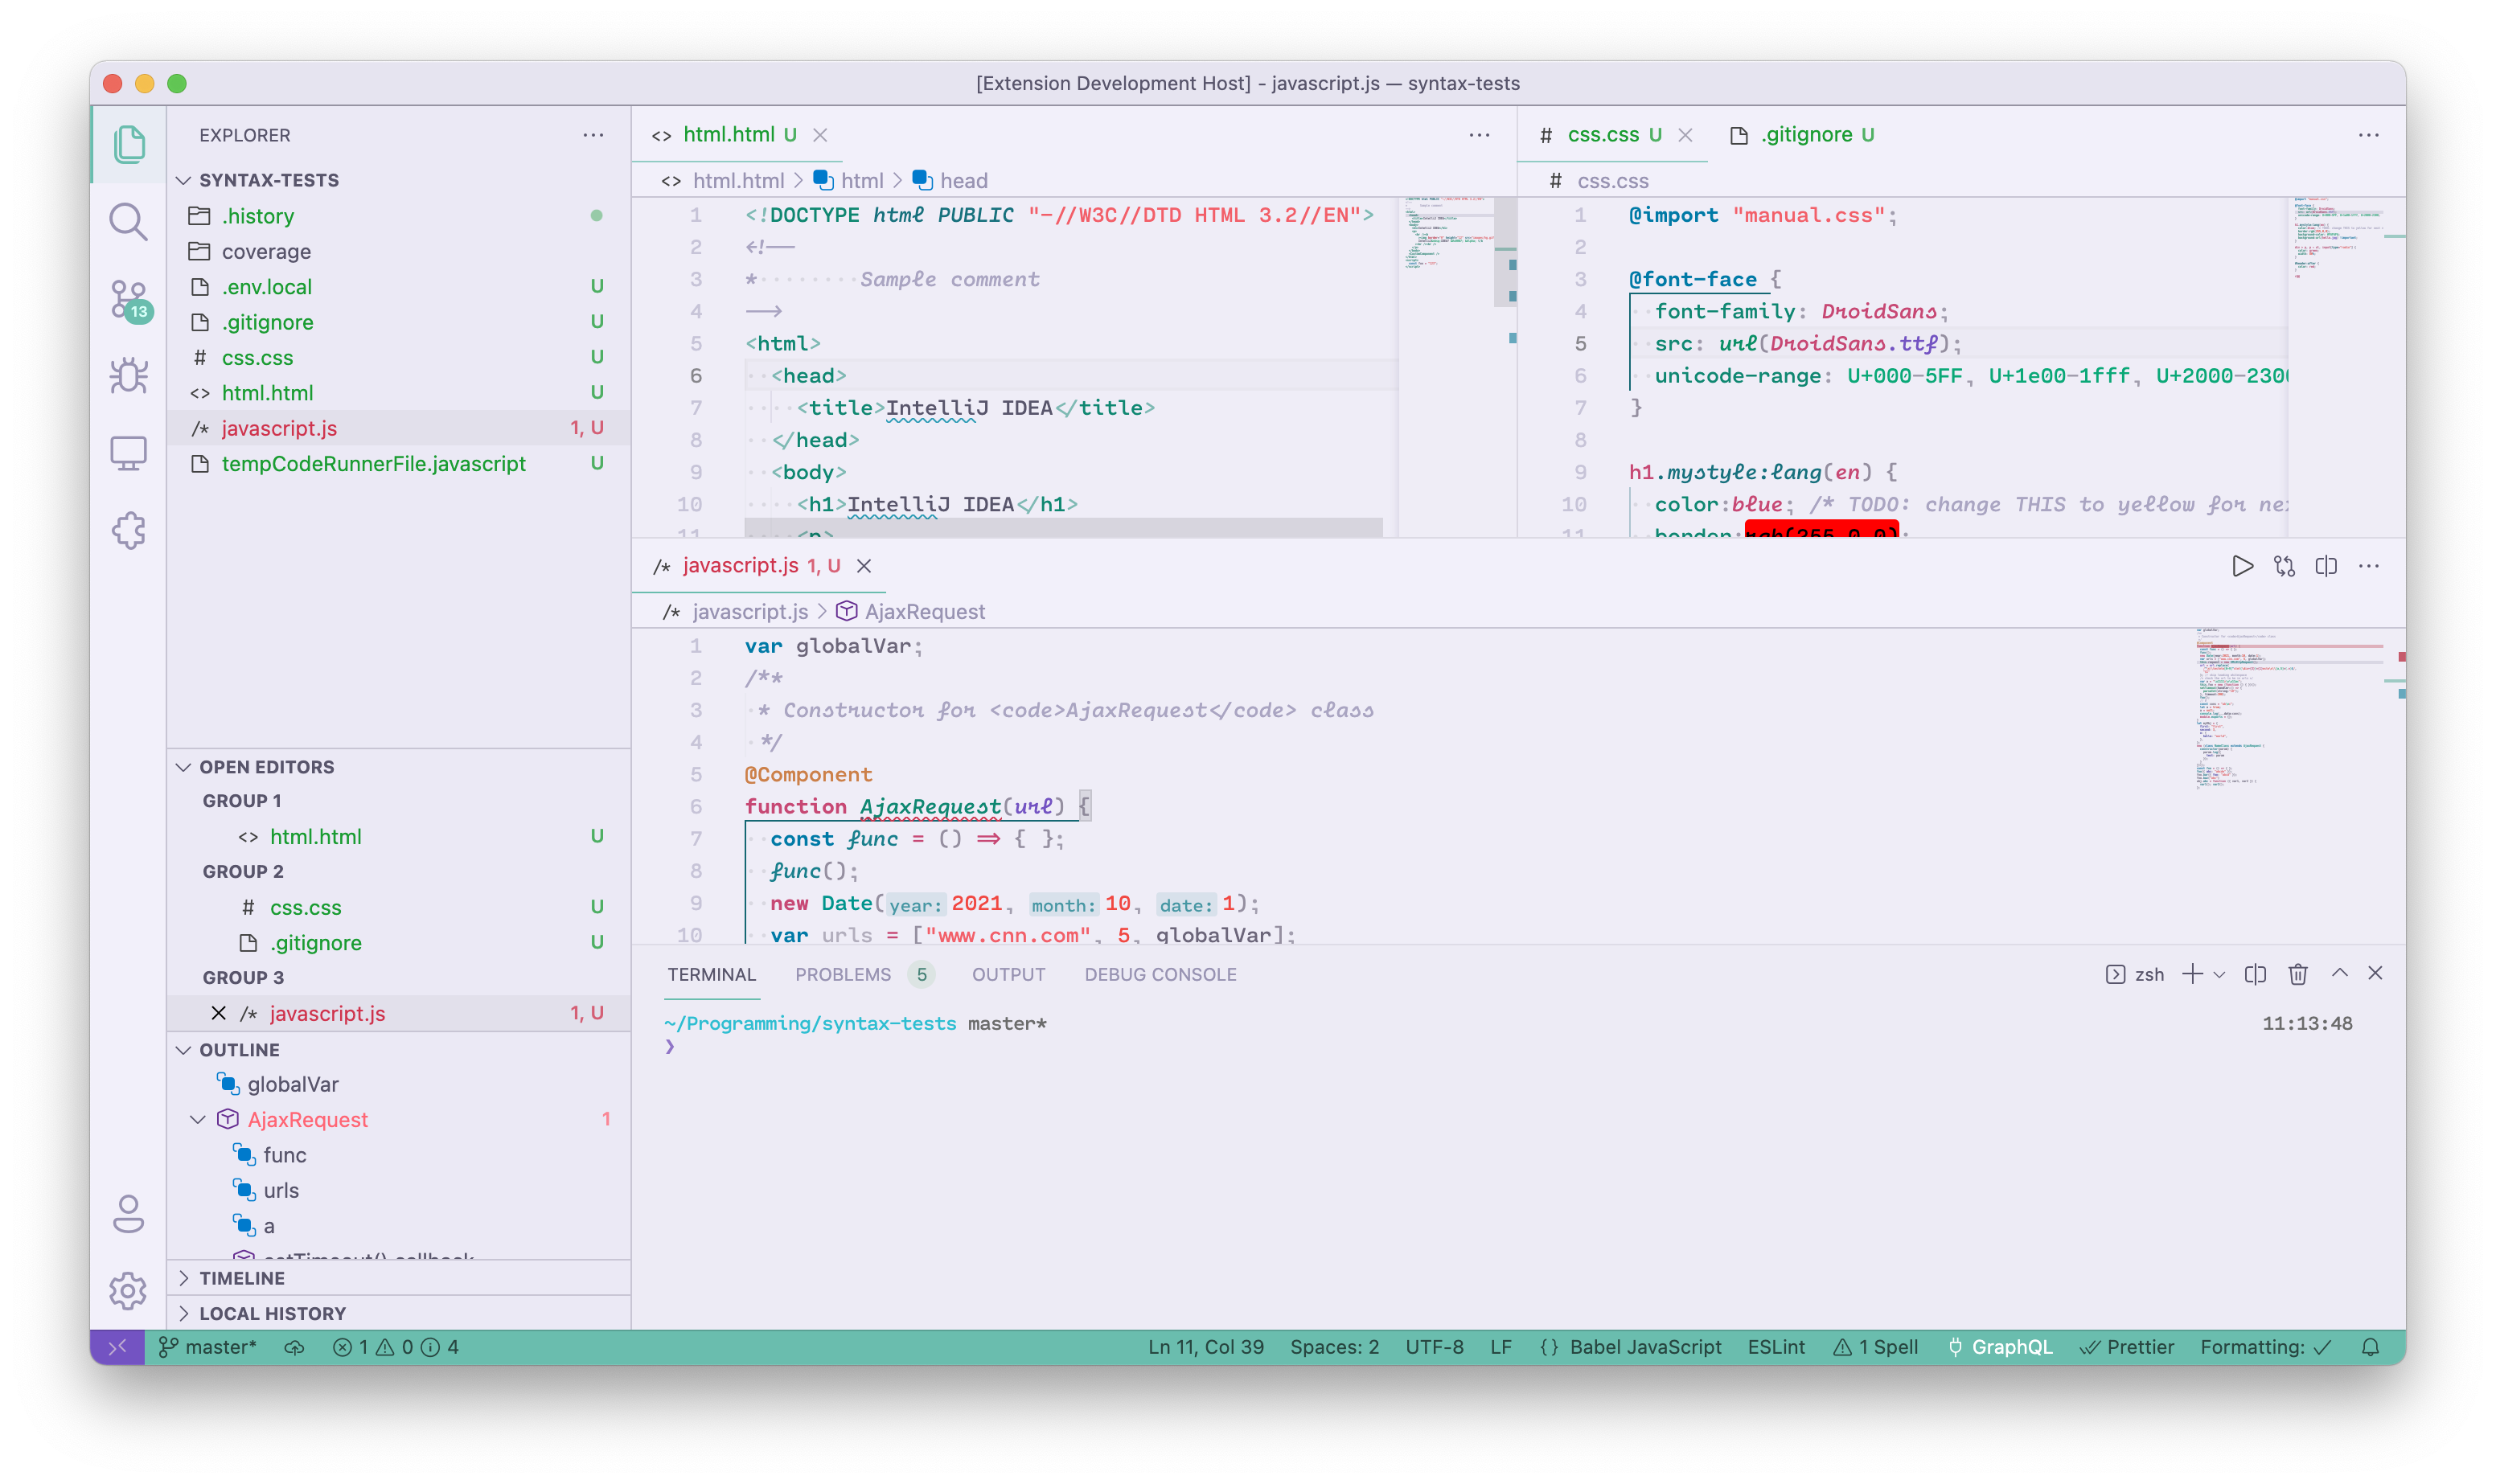 [Extension Development Host] - javascript.js — syntax-tests
EXPLORER
SYNTAX-TESTS
.history
coverage
.env.local U
.gitignore U
# css.css U
<> html.html U
/* javascript.js 1, U
tempCodeRunnerFile.javascript U
13
OPEN EDITORS
GROUP 1
<> html.html U
GROUP 2
# css.css U
.gitignore U
GROUP 3
/* javascript.js 1, U
OUTLINE
globalVar
AjaxRequest 1
func
urls
a
setTimeout() callback
TIMELINE
LOCAL HISTORY
<> html.html U
<> html.html > html > head
1 <!DOCTYPE html PUBLIC "-//W3C//DTD HTML 3.2//EN">
2 <!--
3 * Sample comment
4 -->
5 <html>
6 <head>
7 <title>IntelliJ IDEA</title>
8 </head>
9 <body>
10 <h1>IntelliJ IDEA</h1>
11 <p>
# css.css U .gitignore U
# css.css
1 @import "manual.css";
2
3 @font-face {
4 font-family: DroidSans;
5 src: url(DroidSans.ttf);
6 unicode-range: U+000-5FF, U+1e00-1fff, U+2000-2300
7 }
8
9 h1.mystyle:lang(en) {
10 color:blue; /* TODO: change THIS to yellow for nex
11 border:rgb(255,0,0);
/* javascript.js 1, U
/* javascript.js > AjaxRequest
1 var globalVar;
2 /**
3 * Constructor for <code>AjaxRequest</code> class
4 */
5 @Component
6 function AjaxRequest(url) {
7 const func = () => { };
8 func();
9 new Date(year: 2021, month: 10, date: 1);
10 var urls = ["www.cnn.com", 5, globalVar];
TERMINAL PROBLEMS 5 OUTPUT DEBUG CONSOLE zsh
~/Programming/syntax-tests master* 11:13:48
❯
master* 1 0 4 Ln 11, Col 39 Spaces: 2 UTF-8 LF {} Babel JavaScript ESLint 1 Spell GraphQL Prettier Formatting: ✓